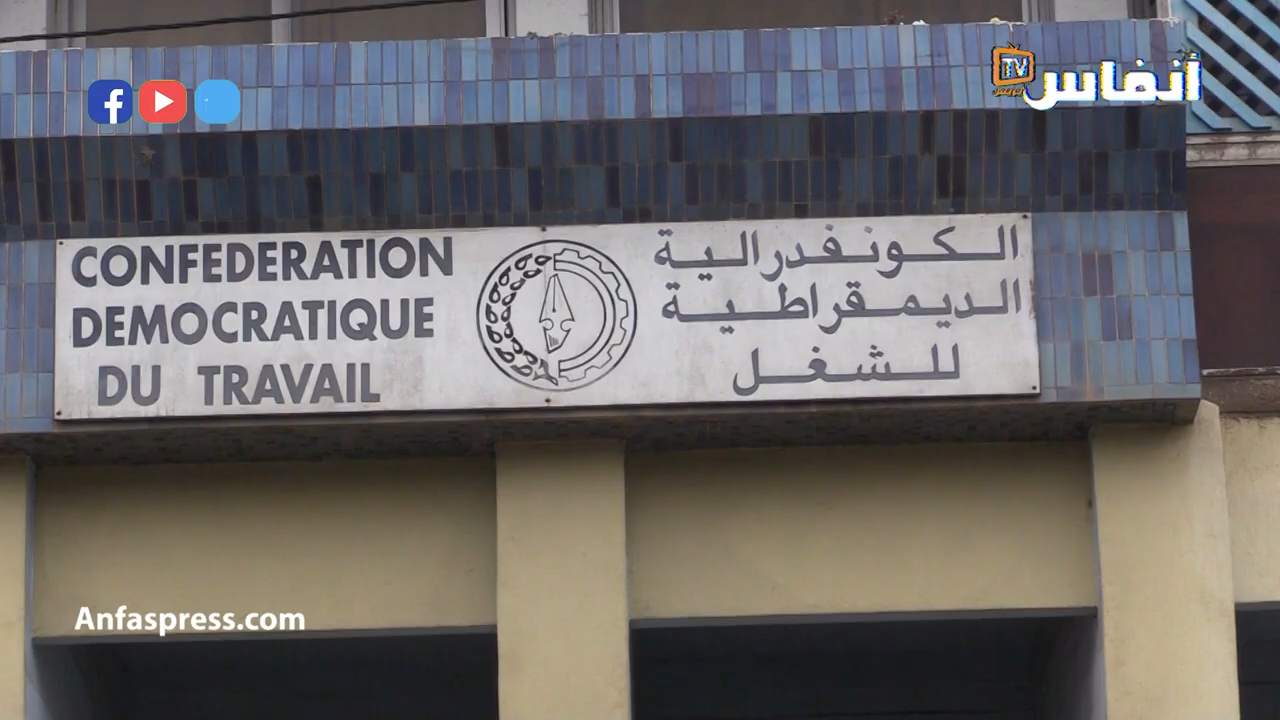 TV
أنفاس
CONFEDERATION
DEMOCRATIQUE
DU TRAVAIL
الكونفدرالية
الديمقراطية
للشغل
Anfaspress.com